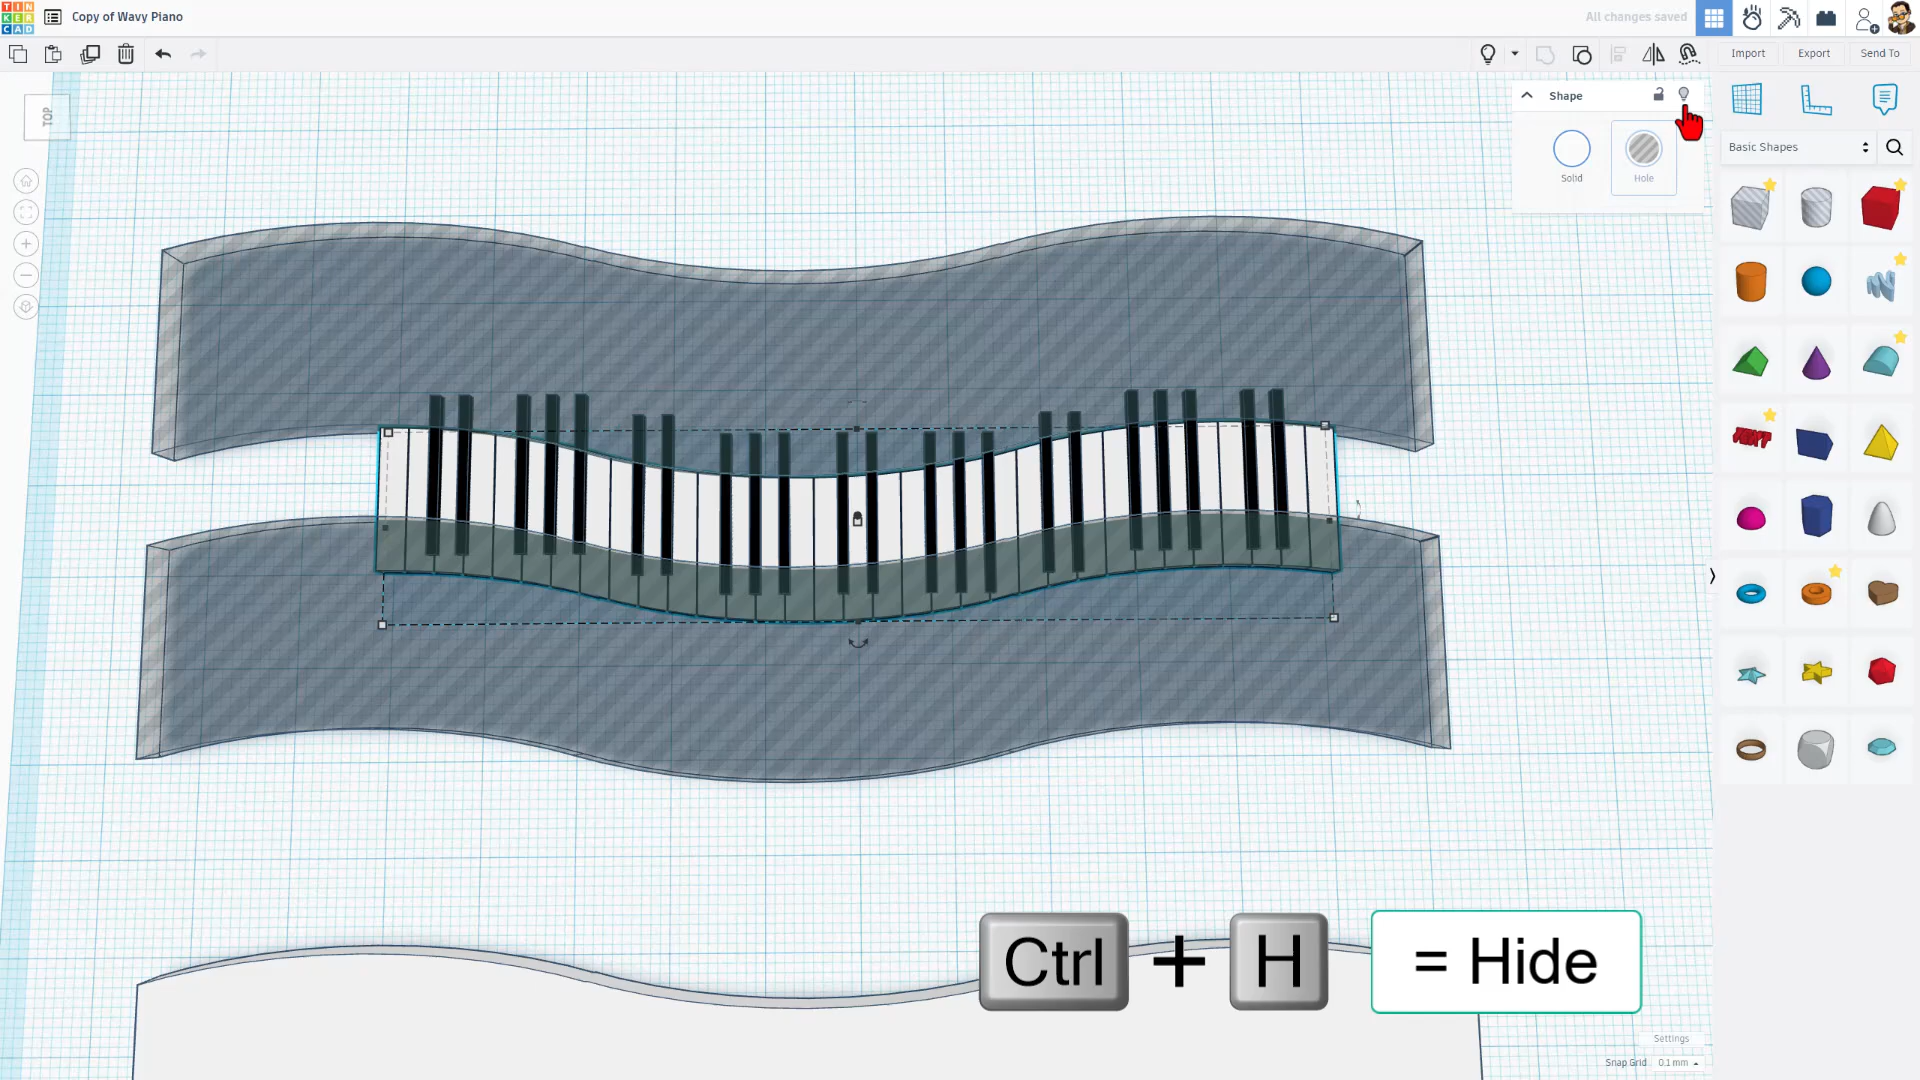 TIN
KER
CAD
Copy of Wavy Piano
All changes saved
Import
Export
Send To
TOP
Shape
Solid
Hole
Basic Shapes
TEXT
Ctrl + H = Hide
Settings
Snap Grid 0.1 mm